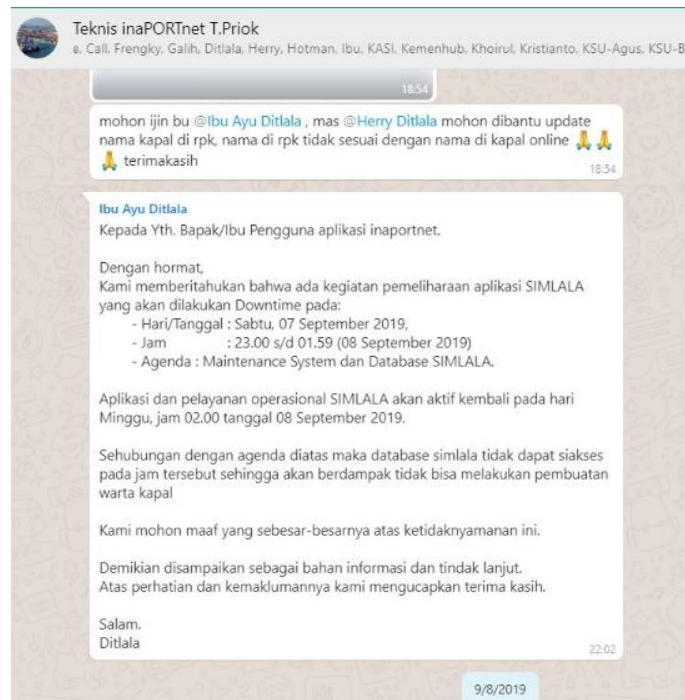 Teknis inaPORTnet T.Priok
e, Call, Frengky, Galih, Ditlala, Herry, Hotman, Ibu, KASI, Kemenhub, Khoirul, Kristianto, KSU-Agus, KSU-B
18:54
mohon ijin bu @Ibu Ayu Ditlala , mas @Herry Ditlala mohon dibantu update
nama kapal di rpk, nama di rpk tidak sesuai dengan nama di kapal online 🙏 🙏
🙏 terimakasih
18:54
Ibu Ayu Ditlala
Kepada Yth. Bapak/Ibu Pengguna aplikasi inaportnet.
Dengan hormat,
Kami memberitahukan bahwa ada kegiatan pemeliharaan aplikasi SIMLALA
yang akan dilakukan Downtime pada:
- Hari/Tanggal : Sabtu, 07 September 2019,
- Jam : 23.00 s/d 01.59 (08 September 2019)
- Agenda : Maintenance System dan Database SIMLALA.
Aplikasi dan pelayanan operasional SIMLALA akan aktif kembali pada hari
Minggu, jam 02.00 tanggal 08 September 2019.
Sehubungan dengan agenda diatas maka database simlala tidak dapat siakses
pada jam tersebut sehingga akan berdampak tidak bisa melakukan pembuatan
warta kapal
Kami mohon maaf yang sebesar-besarnya atas ketidaknyamanan ini.
Demikian disampaikan sebagai bahan informasi dan tindak lanjut.
Atas perhatian dan kemaklumannya kami mengucapkan terima kasih.
Salam.
Ditlala
22:02
9/8/2019